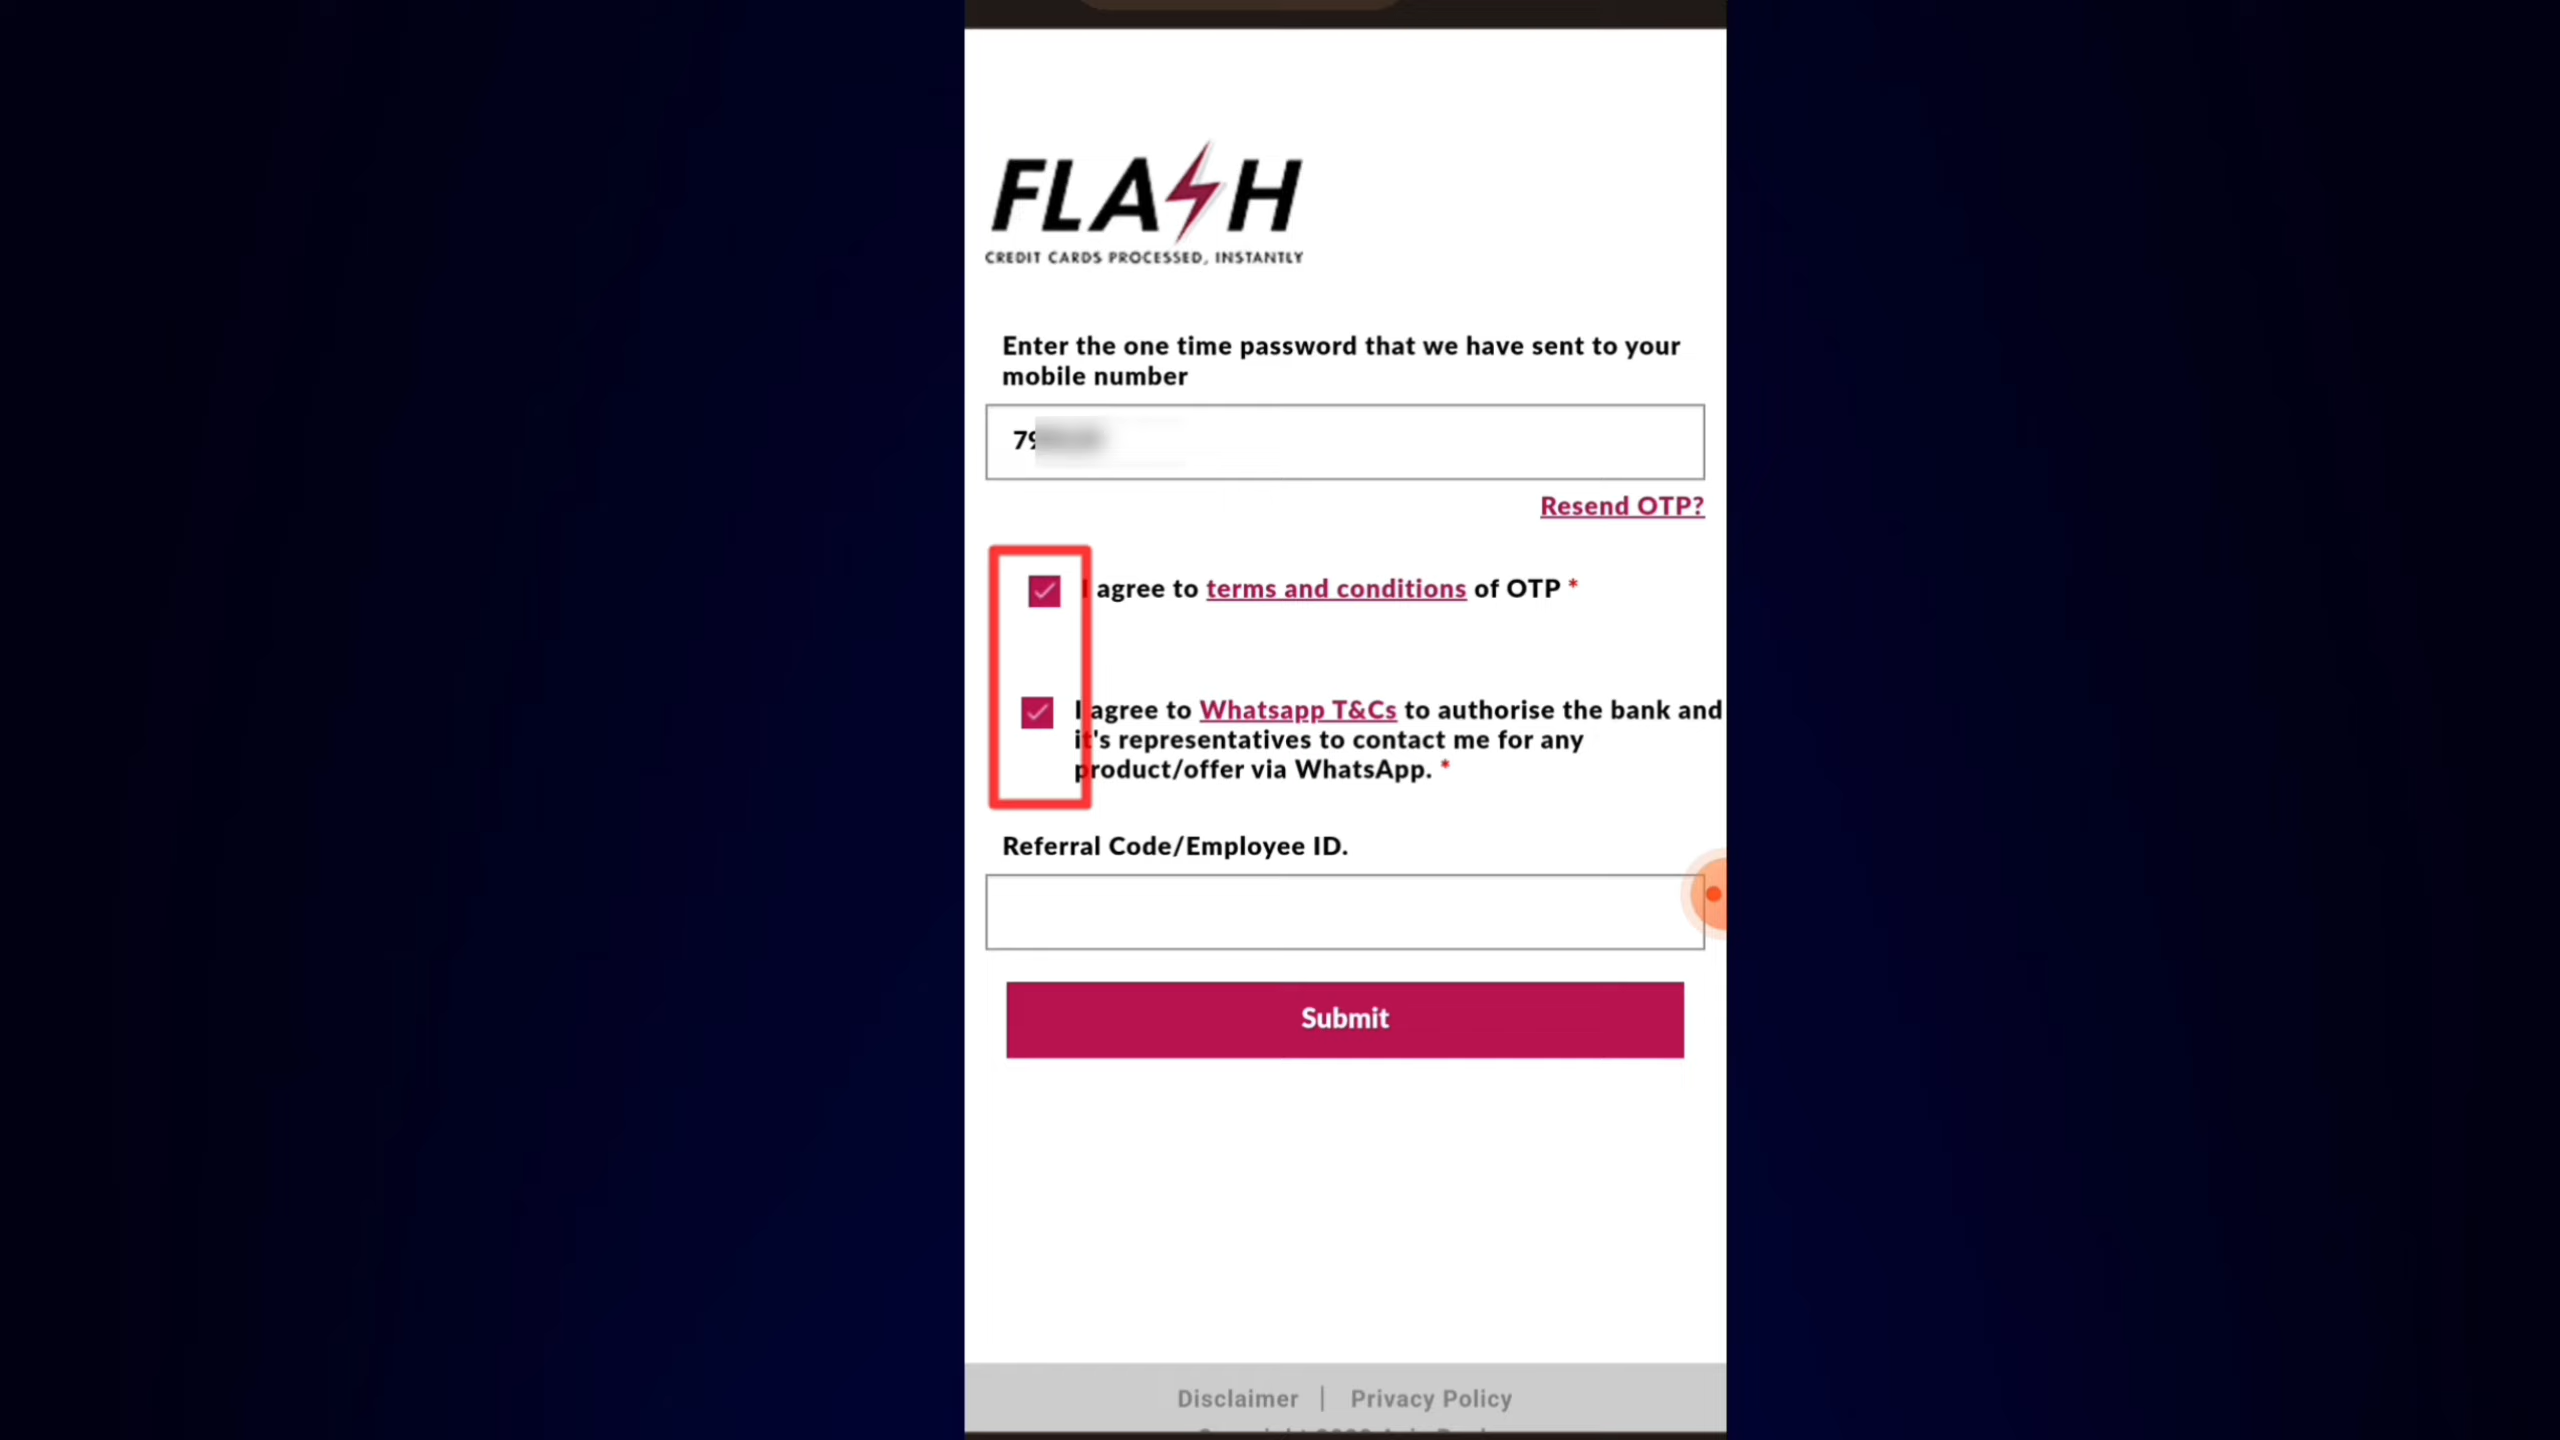 FLASH
CREDIT CARDS PROCESSED, INSTANTLY
Enter the one time password that we have sent to your
mobile number
79
Resend OTP?
I agree to terms and conditions of OTP *
I agree to Whatsapp T&Cs to authorise the bank and
it's representatives to contact me for any
product/offer via WhatsApp. *
Referral Code/Employee ID.
Submit
Disclaimer | Privacy Policy